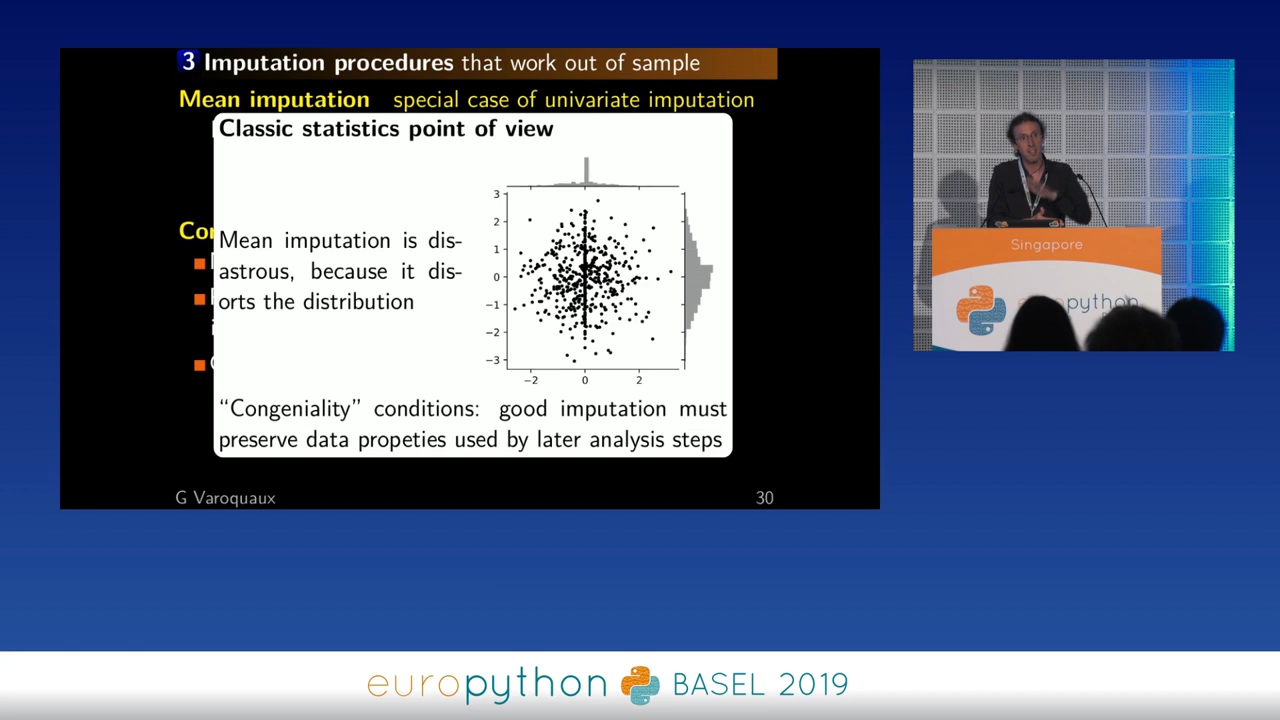 3 Imputation procedures that work out of sample
Mean imputation special case of univariate imputation
Classic statistics point of view
Mean imputation is dis-
astrous, because it dis-
orts the distribution
3
2
1
0
−1
−2
−3
−2 0 2
“Congeniality” conditions: good imputation must
preserve data propeties used by later analysis steps
G Varoquaux 30
Singapore
europython
europython BASEL 2019